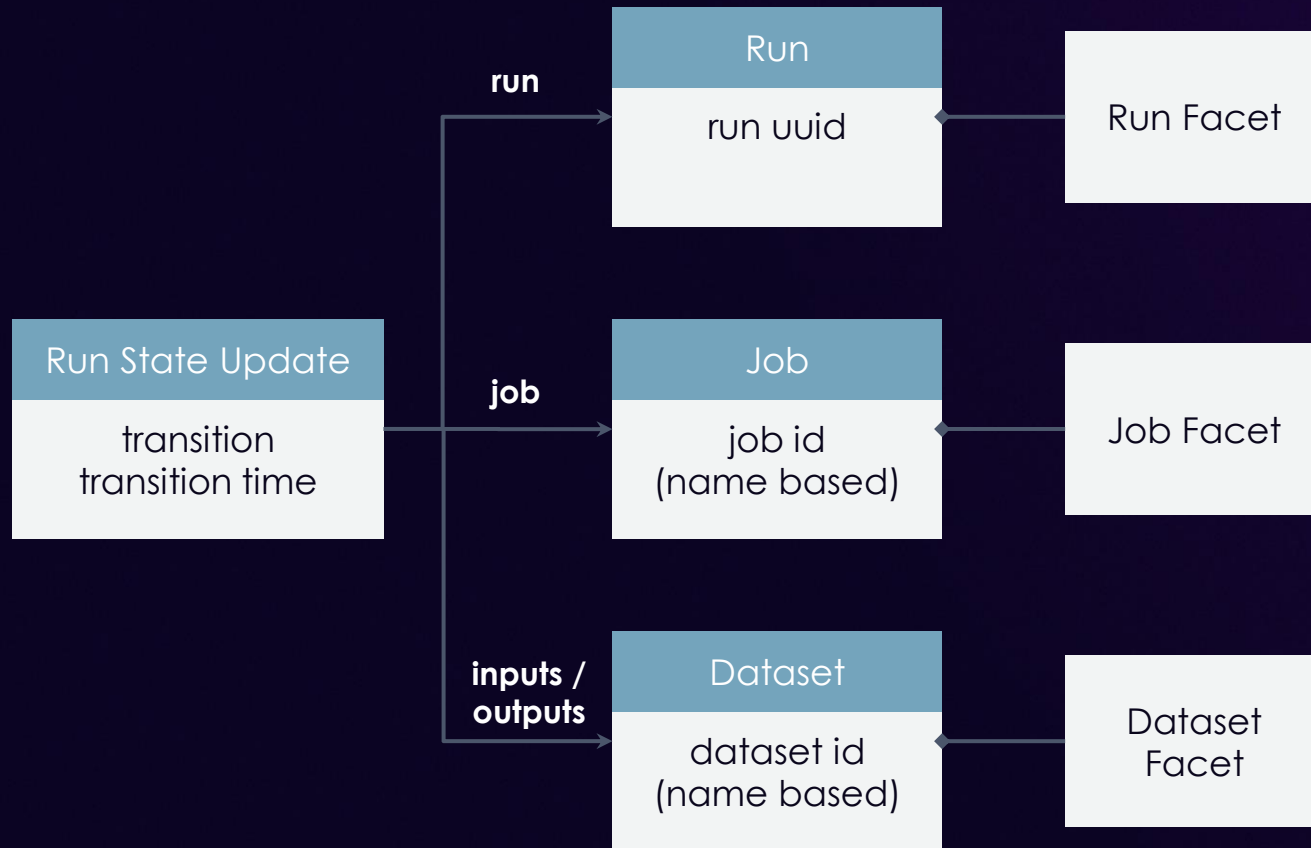 run
Run
run uuid
Run Facet
Run State Update
transition
transition time
job
Job
job id
(name based)
Job Facet
inputs /
outputs
Dataset
dataset id
(name based)
Dataset
Facet